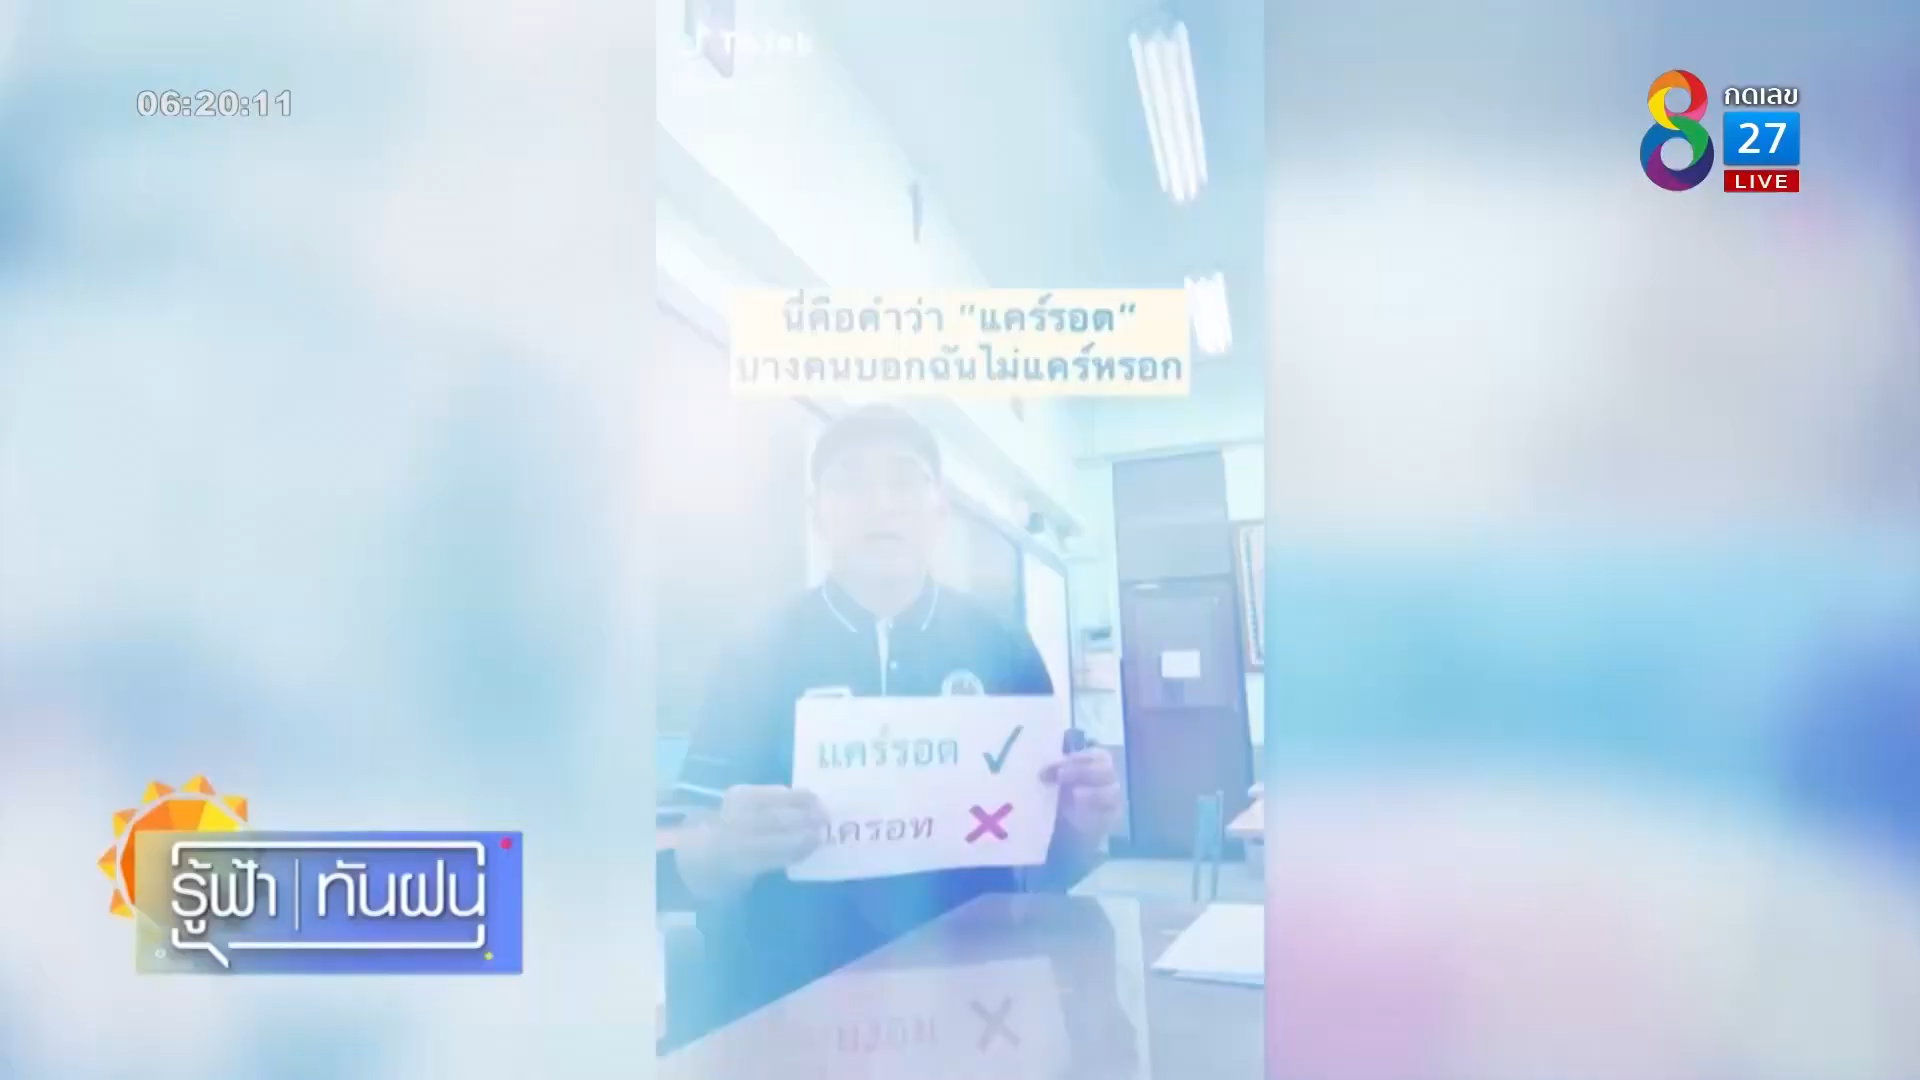 06:20:11
กดเลข
27
LIVE
TikTok
นี่คือคำว่า "แคร์รอต"
บางคนบอกฉันไม่แคร์หรอก
แคร์รอต ✓
แครอท ✗
รู้ฟ้า | ทันฝน